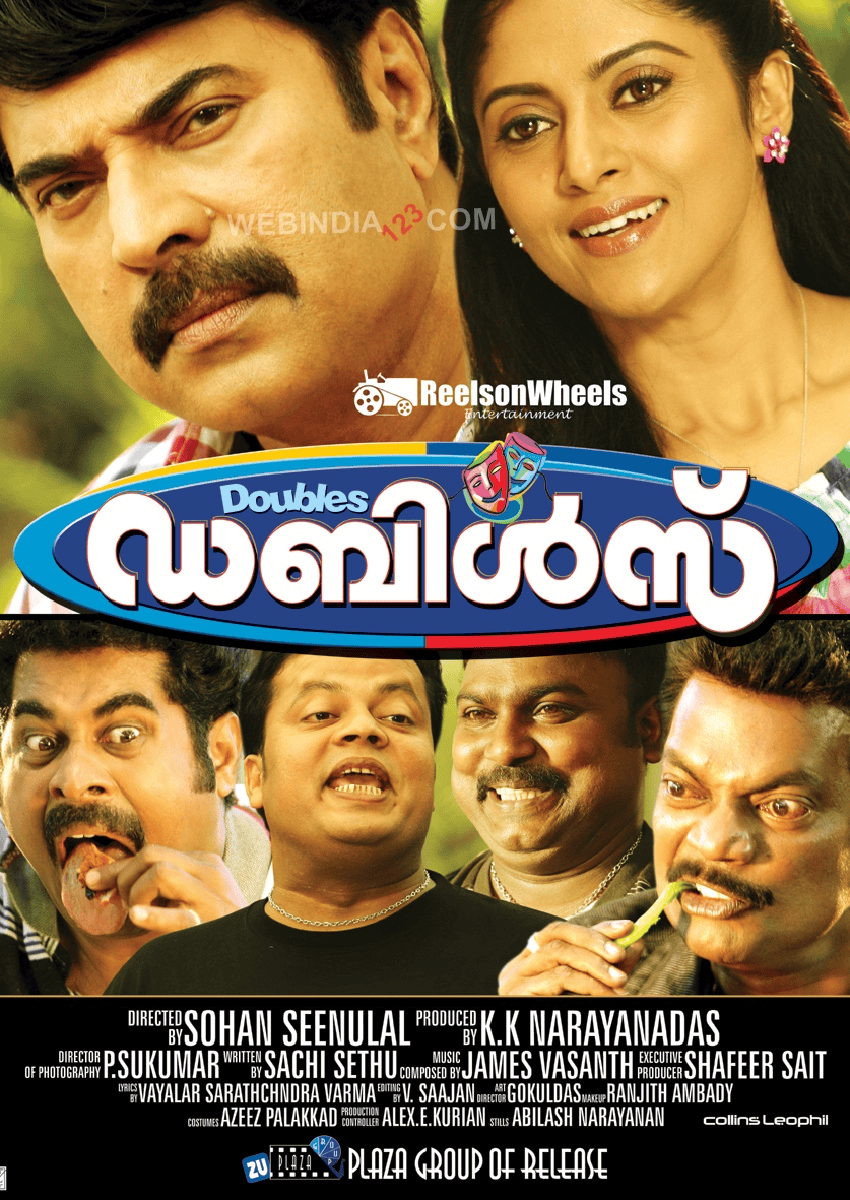 WEBINDIA123.COM
ReelsonWheels
Entertainment
Doubles
ഡബിൾസ്
DIRECTED BY SOHAN SEENULAL PRODUCED BY K.K NARAYANADAS
DIRECTOR OF PHOTOGRAPHY P.SUKUMAR WRITTEN BY SACHI SETHU MUSIC COMPOSED BY JAMES VASANTH EXECUTIVE PRODUCER SHAFEER SAIT
LYRICS BY VAYALAR SARATHCHNDRA VARMA EDITING BY V. SAAJAN ART DIRECTOR GOKULDAS MAKEUP RANJITH AMBADY
COSTUMES AZEEZ PALAKKAD PRODUCTION CONTROLLER ALEX.E.KURIAN STILLS ABILASH NARAYANAN collins Leophil
2U PLAZA GROUP PLAZA GROUP OF RELEASE